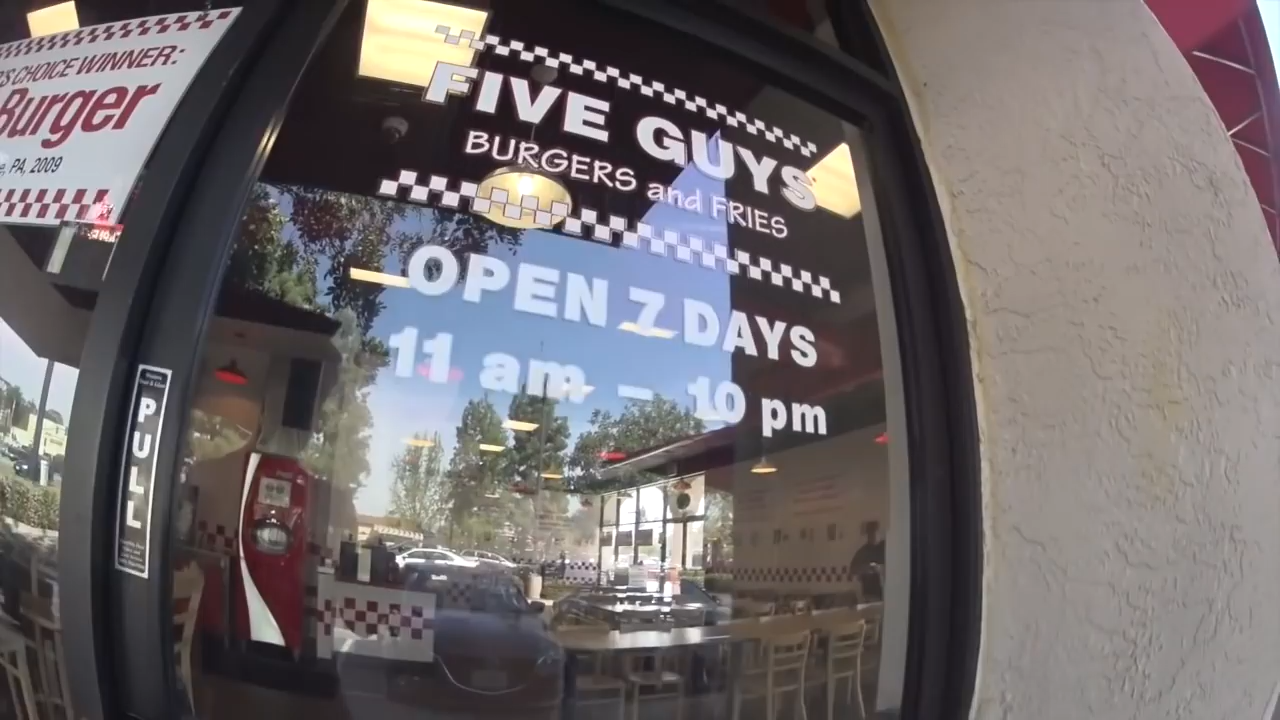 'S CHOICE WINNER:
Burger
PA, 2009
FIVE GUYS
BURGERS and FRIES
OPEN 7 DAYS
11 am – 10 pm
PULL